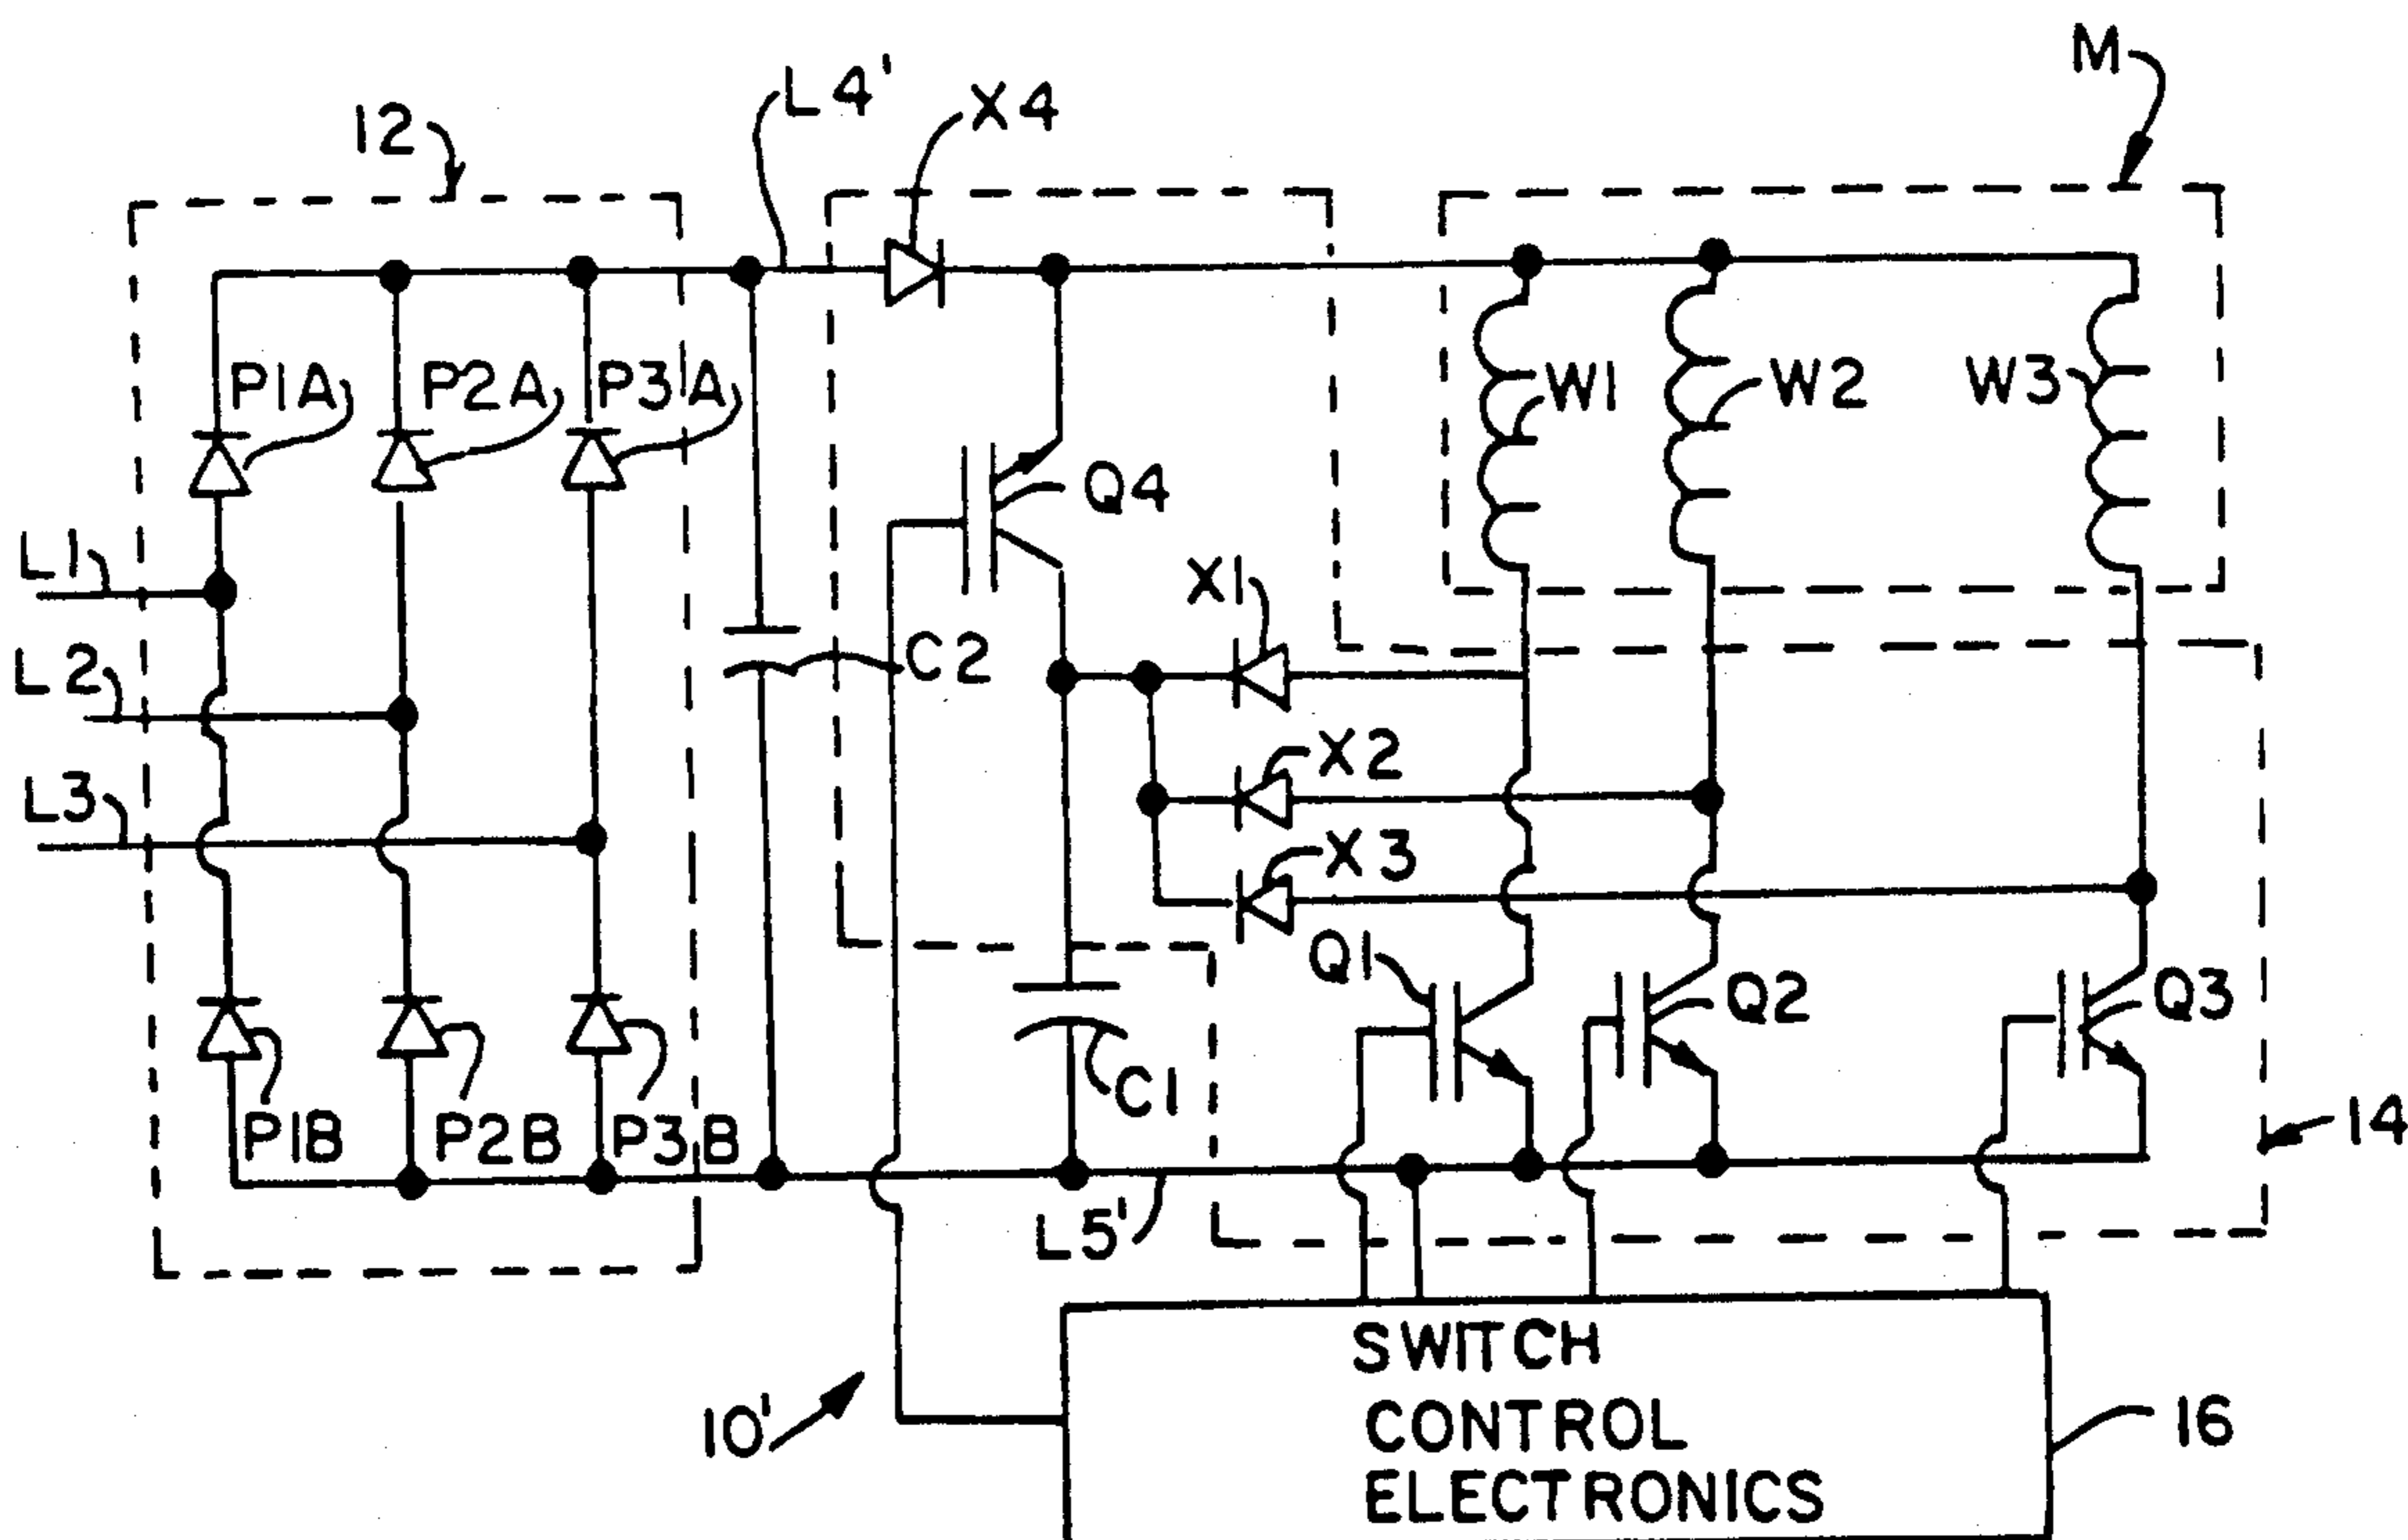 M
L4'
X4
12
P1A
P2A
P3A
W1
W2
W3
Q4
L1
X1
C2
L2
X2
L3
X3
Q1
Q2
Q3
C1
14
P1B
P2B
P3B
L5'
SWITCH
CONTROL
ELECTRONICS
10'
16